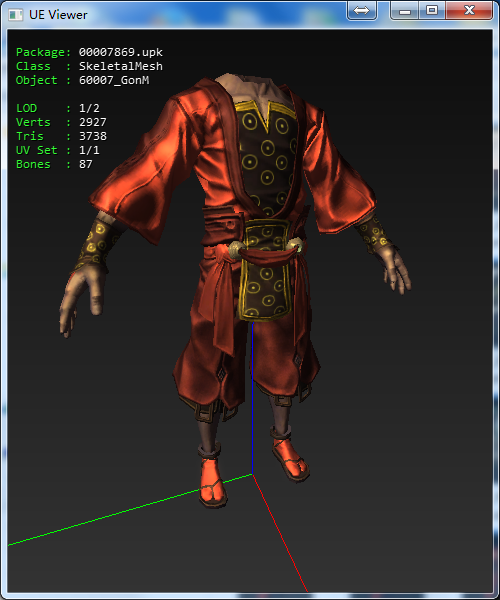 UE Viewer
Package: 00007869.upk
Class : SkeletalMesh
Object : 60007_GonM
LOD : 1/2
Verts : 2927
Tris : 3738
UV Set : 1/1
Bones : 87